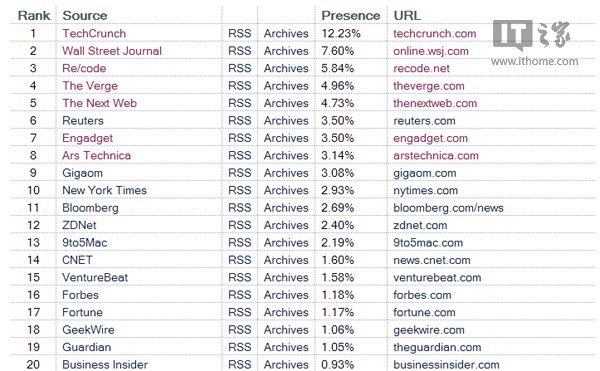 Rank Source Presence URL
1 TechCrunch RSS Archives 12.23% techcrunch.com
2 Wall Street Journal RSS Archives 7.60% online.wsj.com
3 Re/code RSS Archives 5.84% recode.net
4 The Verge RSS Archives 4.96% theverge.com
5 The Next Web RSS Archives 4.73% thenextweb.com
6 Reuters RSS Archives 3.50% reuters.com
7 Engadget RSS Archives 3.50% engadget.com
8 Ars Technica RSS Archives 3.14% arstechnica.com
9 Gigaom RSS Archives 3.08% gigaom.com
10 New York Times RSS Archives 2.93% nytimes.com
11 Bloomberg RSS Archives 2.69% bloomberg.com/news
12 ZDNet RSS Archives 2.40% zdnet.com
13 9to5Mac RSS Archives 2.19% 9to5mac.com
14 CNET RSS Archives 1.60% news.cnet.com
15 VentureBeat RSS Archives 1.58% venturebeat.com
16 Forbes RSS Archives 1.18% forbes.com
17 Fortune RSS Archives 1.17% fortune.com
18 GeekWire RSS Archives 1.06% geekwire.com
19 Guardian RSS Archives 1.05% theguardian.com
20 Business Insider RSS Archives 0.93% businessinsider.com
IT之家
www.ithome.com